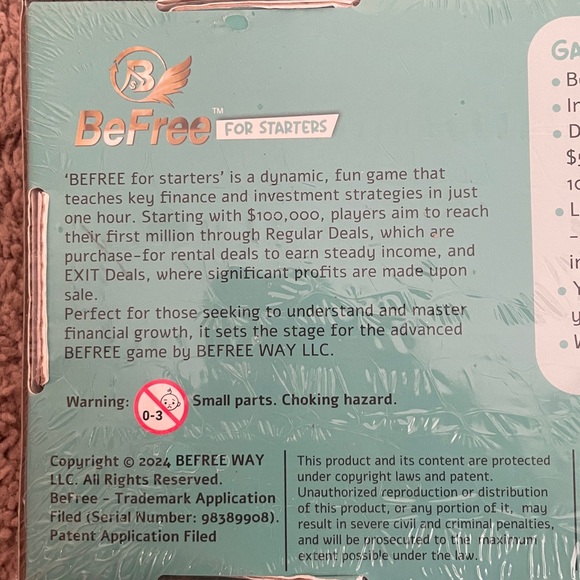 B
BeFree™ FOR STARTERS
'BEFREE for starters' is a dynamic, fun game that
teaches key finance and investment strategies in just
one hour. Starting with $100,000, players aim to reach
their first million through Regular Deals, which are
purchase-for rental deals to earn steady income, and
EXIT Deals, where significant profits are made upon
sale.
Perfect for those seeking to understand and master
financial growth, it sets the stage for the advanced
BEFREE game by BEFREE WAY LLC.
Warning: 0-3 Small parts. Choking hazard.
Copyright © 2024 BEFREE WAY
LLC. All Rights Reserved.
BeFree - Trademark Application
Filed (Serial Number: 98389908).
Patent Application Filed
This product and its content are protected
under copyright laws and patent.
Unauthorized reproduction or distribution
of this product, or any portion of it, may
result in severe civil and criminal penalties,
and will be prosecuted to the maximum
extent possible under the law.